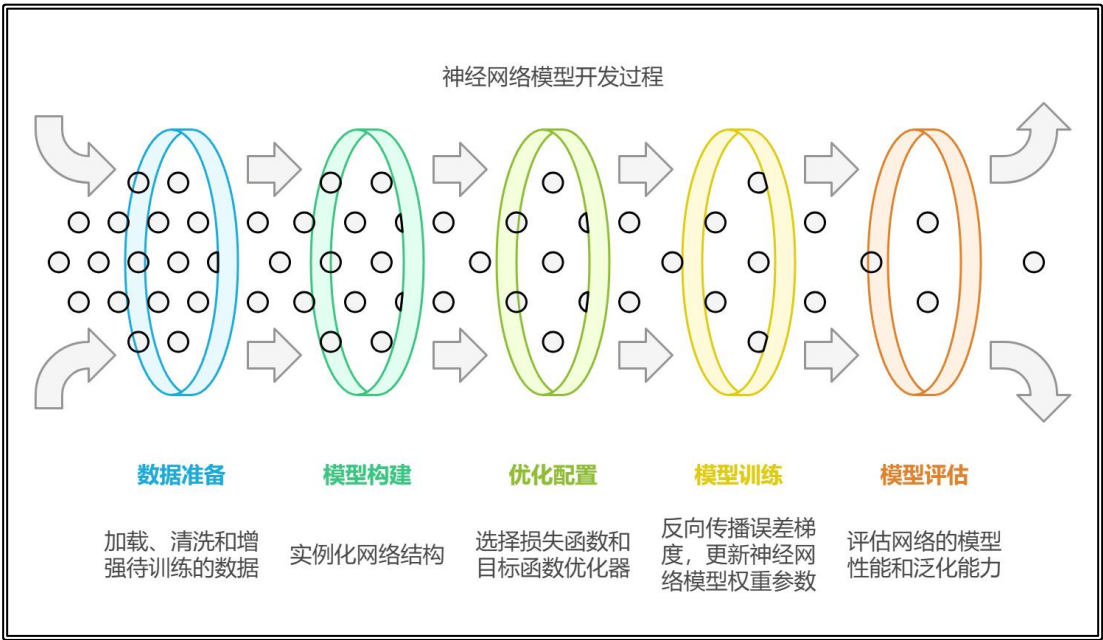 神经网络模型开发过程
数据准备
模型构建
优化配置
模型训练
模型评估
加载、清洗和增
强待训练的数据
实例化网络结构
选择损失函数和
目标函数优化器
反向传播误差梯
度，更新神经网
络模型权重参数
评估网络的模型
性能和泛化能力